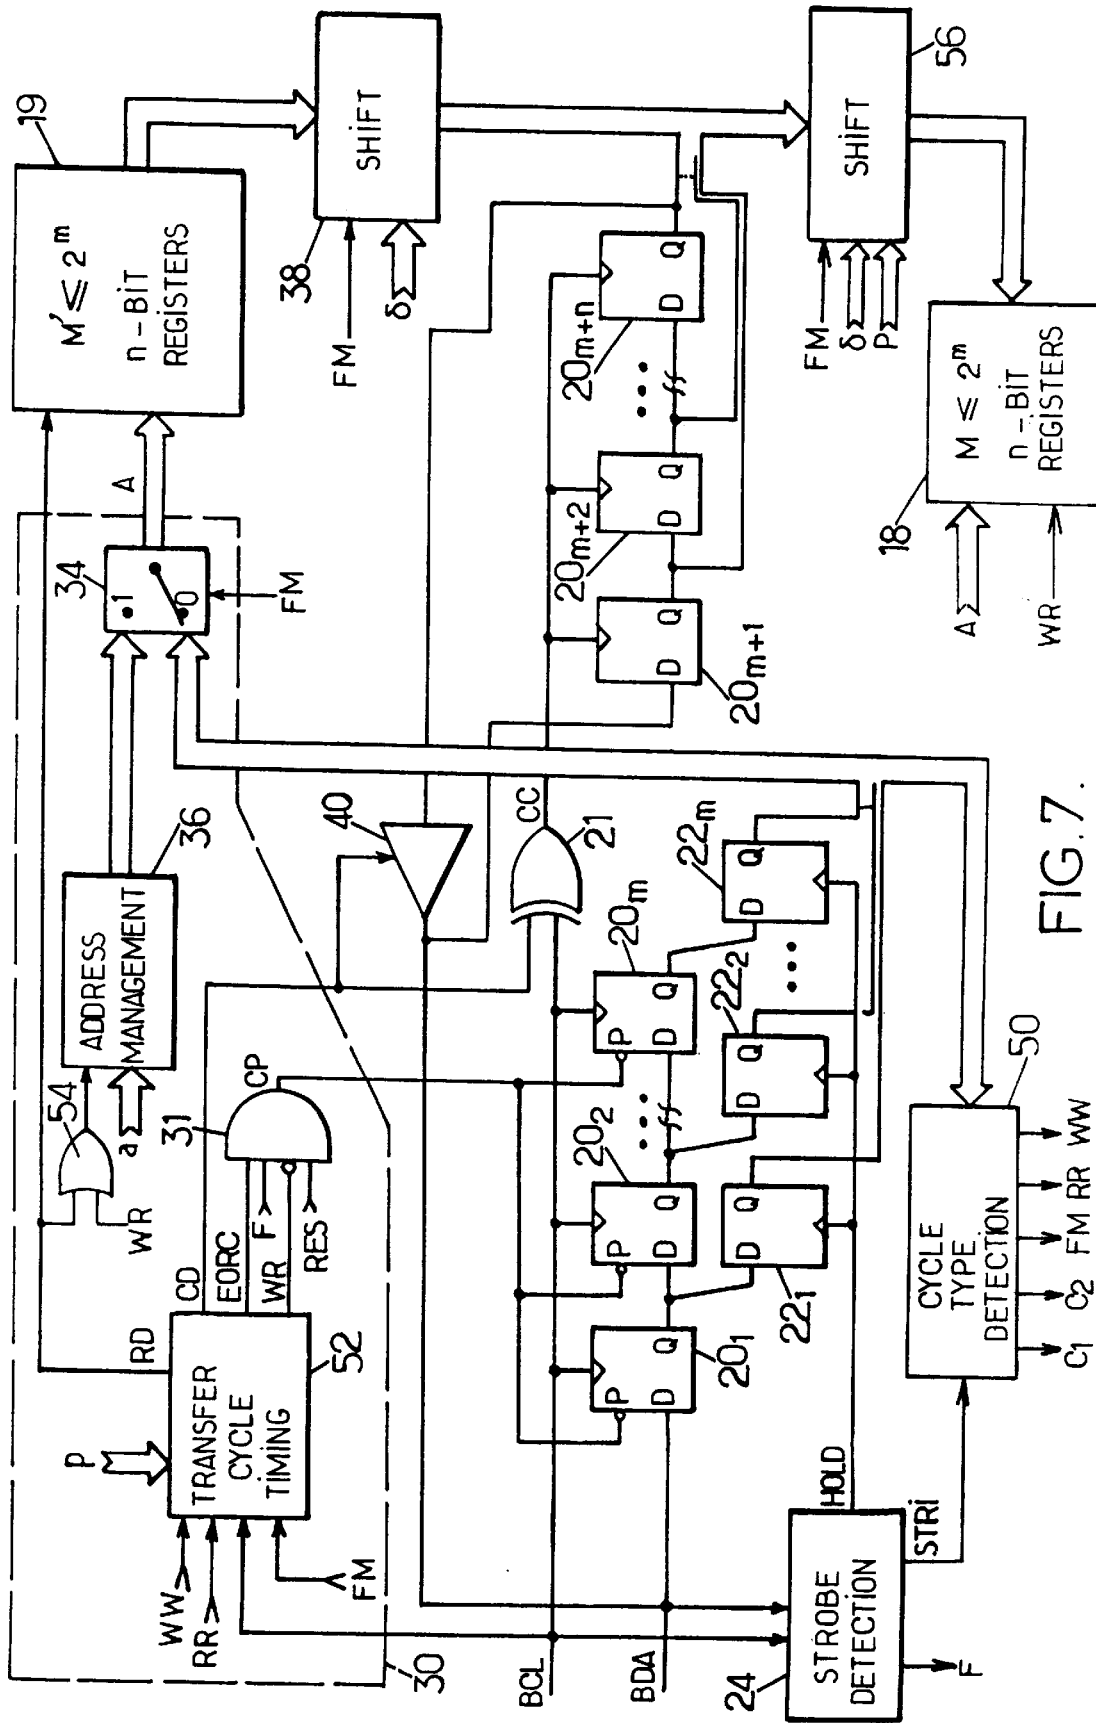 30
P
WW
RR
FM
TRANSFER
CYCLE
TIMING
52
RD
CD
EORC
WR
F
RES
31
CP
WR
54
a
ADDRESS
MANAGEMENT
36
34
1
0
FM
A
19
M' ≤ 2^m
n-BIT
REGISTERS
38
SHIFT
FM
δ
40
21
CC
BCL
BDA
P D Q
20₁
P D Q
20₂
P D Q
20m
D Q
22₁
D Q
22₂
D Q
22m
D Q
20m+1
D Q
20m+2
D Q
20m+n
24
STROBE
DETECTION
HOLD
STRI
F
CYCLE
TYPE
DETECTION
50
C1 C2 FM RR WW
FM
δ
P
SHIFT
56
18
M ≤ 2^m
n-BIT
REGISTERS
A
WR
FIG.7.